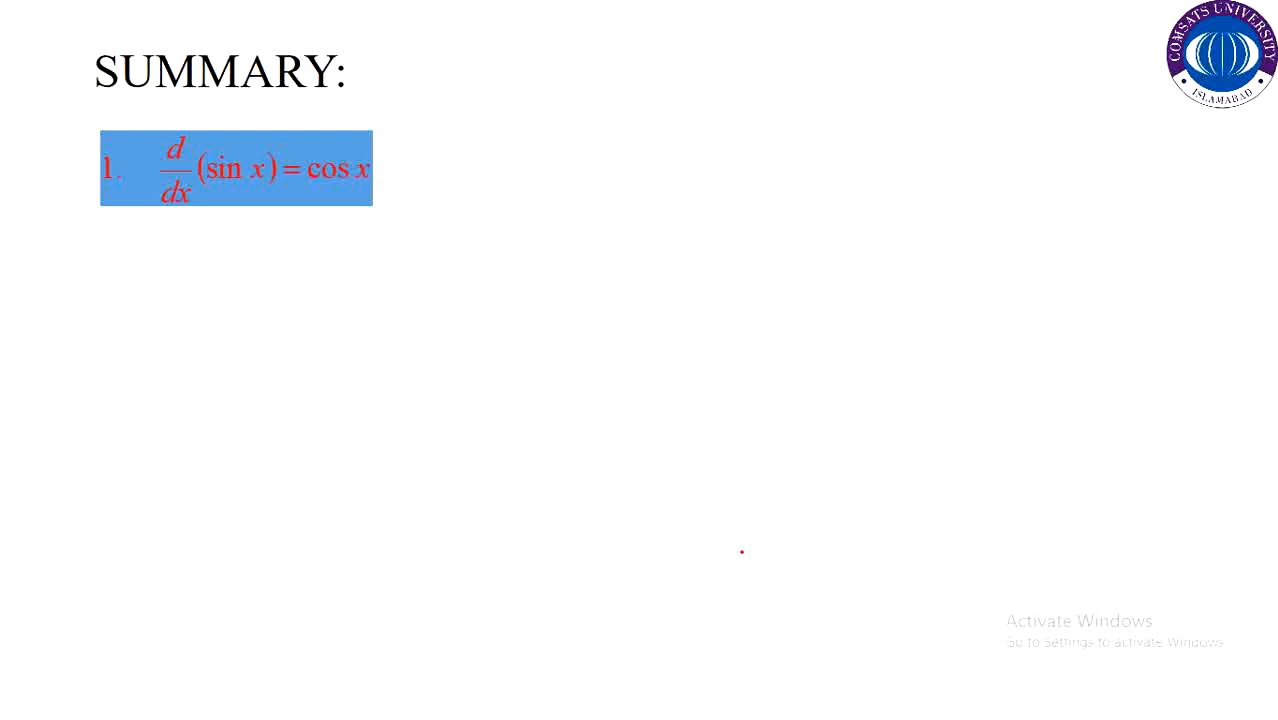 COMSATS UNIVERSITY
ISLAMABAD
SUMMARY:
1. d/dx (sin x) = cos x
Activate Windows
Go to Settings to activate Windows